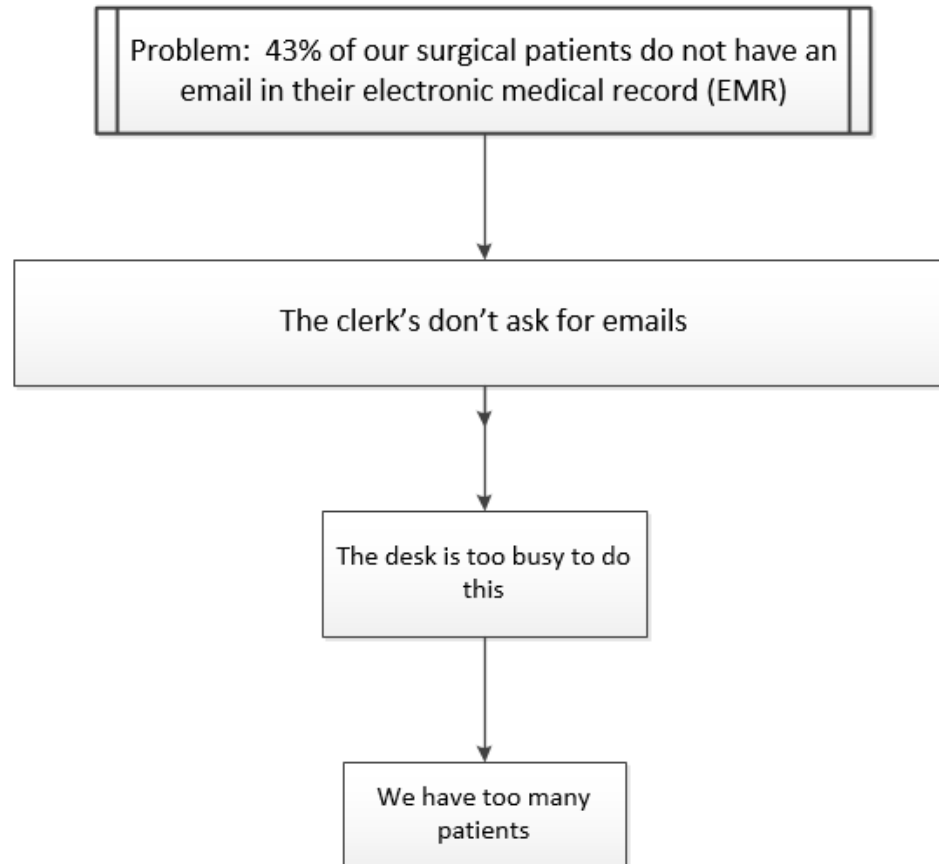 Problem:  43% of our surgical patients do not have an
email in their electronic medical record (EMR)
The clerk's don't ask for emails
The desk is too busy to do
this
We have too many
patients